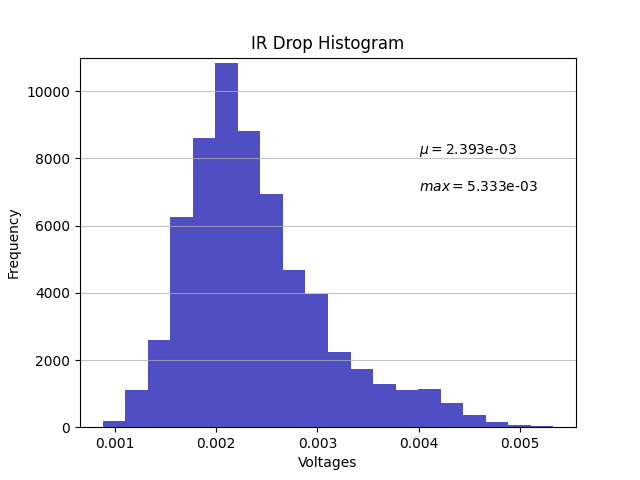 IR Drop Histogram
10000
8000
6000
4000
2000
0
Frequency
μ = 2.393e-03
max = 5.333e-03
0.001 0.002 0.003 0.004 0.005
Voltages